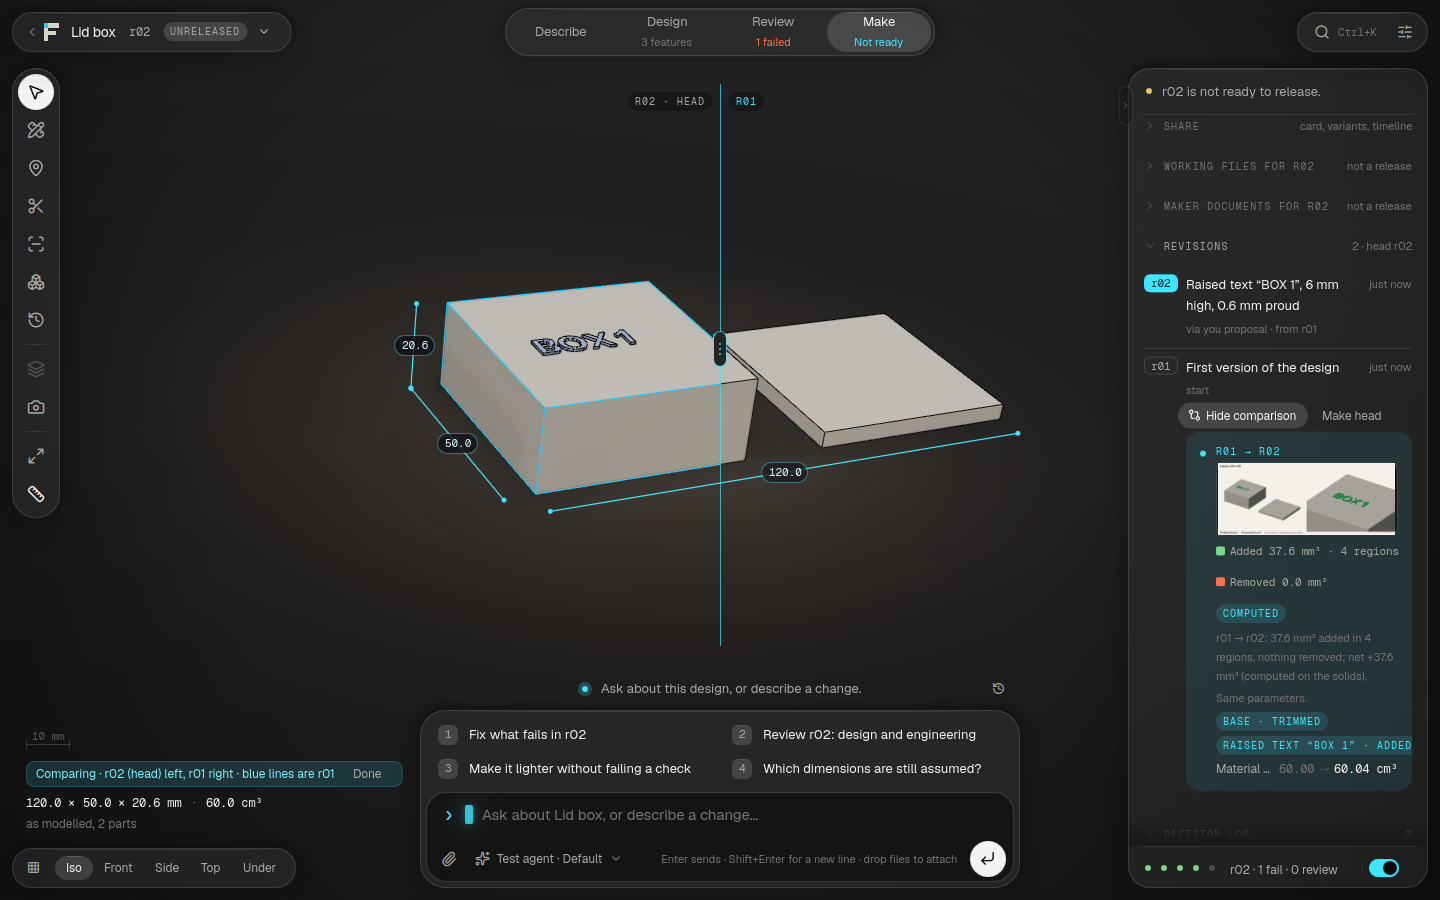 Lid box r02 UNRELEASED
Describe
Design
3 features
Review
1 failed
Make
Not ready
Ctrl+K
R02 · HEAD
R01
BOX 1
20.6
50.0
120.0
r02 is not ready to release.
SHARE card, variants, timeline
WORKING FILES FOR R02 not a release
MAKER DOCUMENTS FOR R02 not a release
REVISIONS 2 · head r02
r02 Raised text “BOX 1”, 6 mm just now
high, 0.6 mm proud
via you proposal · from r01
r01 First version of the design just now
start
Hide comparison Make head
R01 → R02
BOX 1
Added 37.6 mm³ · 4 regions
Removed 0.0 mm³
COMPUTED
r01 → r02: 37.6 mm³ added in 4
regions, nothing removed; net +37.6
mm³ (computed on the solids).
Same parameters.
BASE · TRIMMED
RAISED TEXT “BOX 1” · ADDED
Material … 60.00 → 60.04 cm³
DECISION LOG 2
r02 · 1 fail · 0 review
Ask about this design, or describe a change.
1 Fix what fails in r02
2 Review r02: design and engineering
3 Make it lighter without failing a check
4 Which dimensions are still assumed?
Ask about Lid box, or describe a change…
Test agent · Default
Enter sends · Shift+Enter for a new line · drop files to attach
10 mm
Comparing · r02 (head) left, r01 right · blue lines are r01 Done
120.0 × 50.0 × 20.6 mm · 60.0 cm³
as modelled, 2 parts
Iso Front Side Top Under